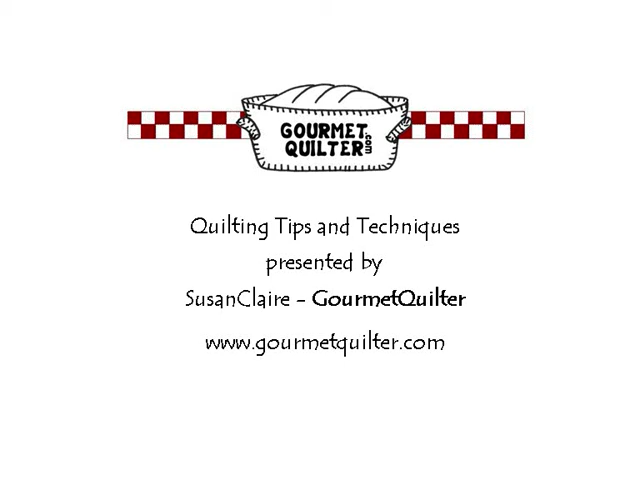 GOURMET
QUILTER.com
Quilting Tips and Techniques
presented by
SusanClaire - GourmetQuilter
www.gourmetquilter.com